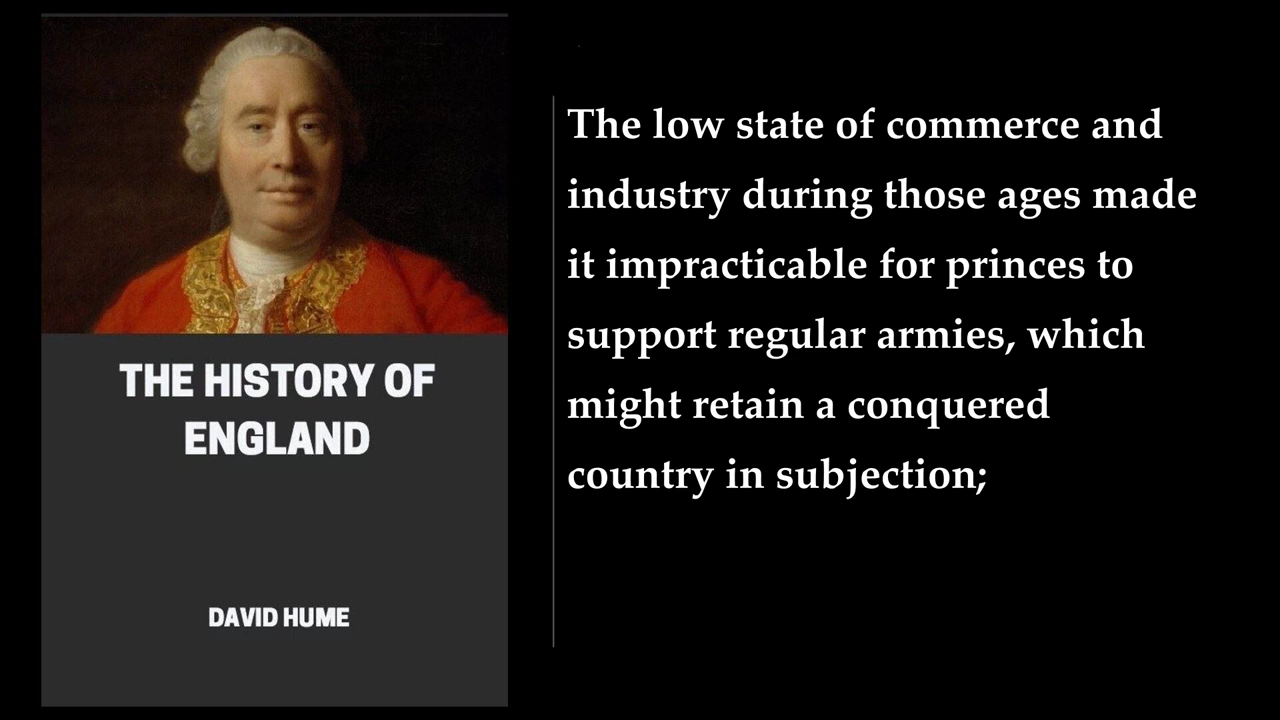 THE HISTORY OF
ENGLAND
DAVID HUME
The low state of commerce and
industry during those ages made
it impracticable for princes to
support regular armies, which
might retain a conquered
country in subjection;